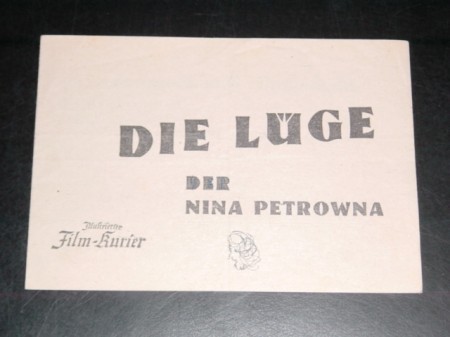 DIE LÜGE
DER
NINA PETROWNA
Illustrierter
Film-Kurier